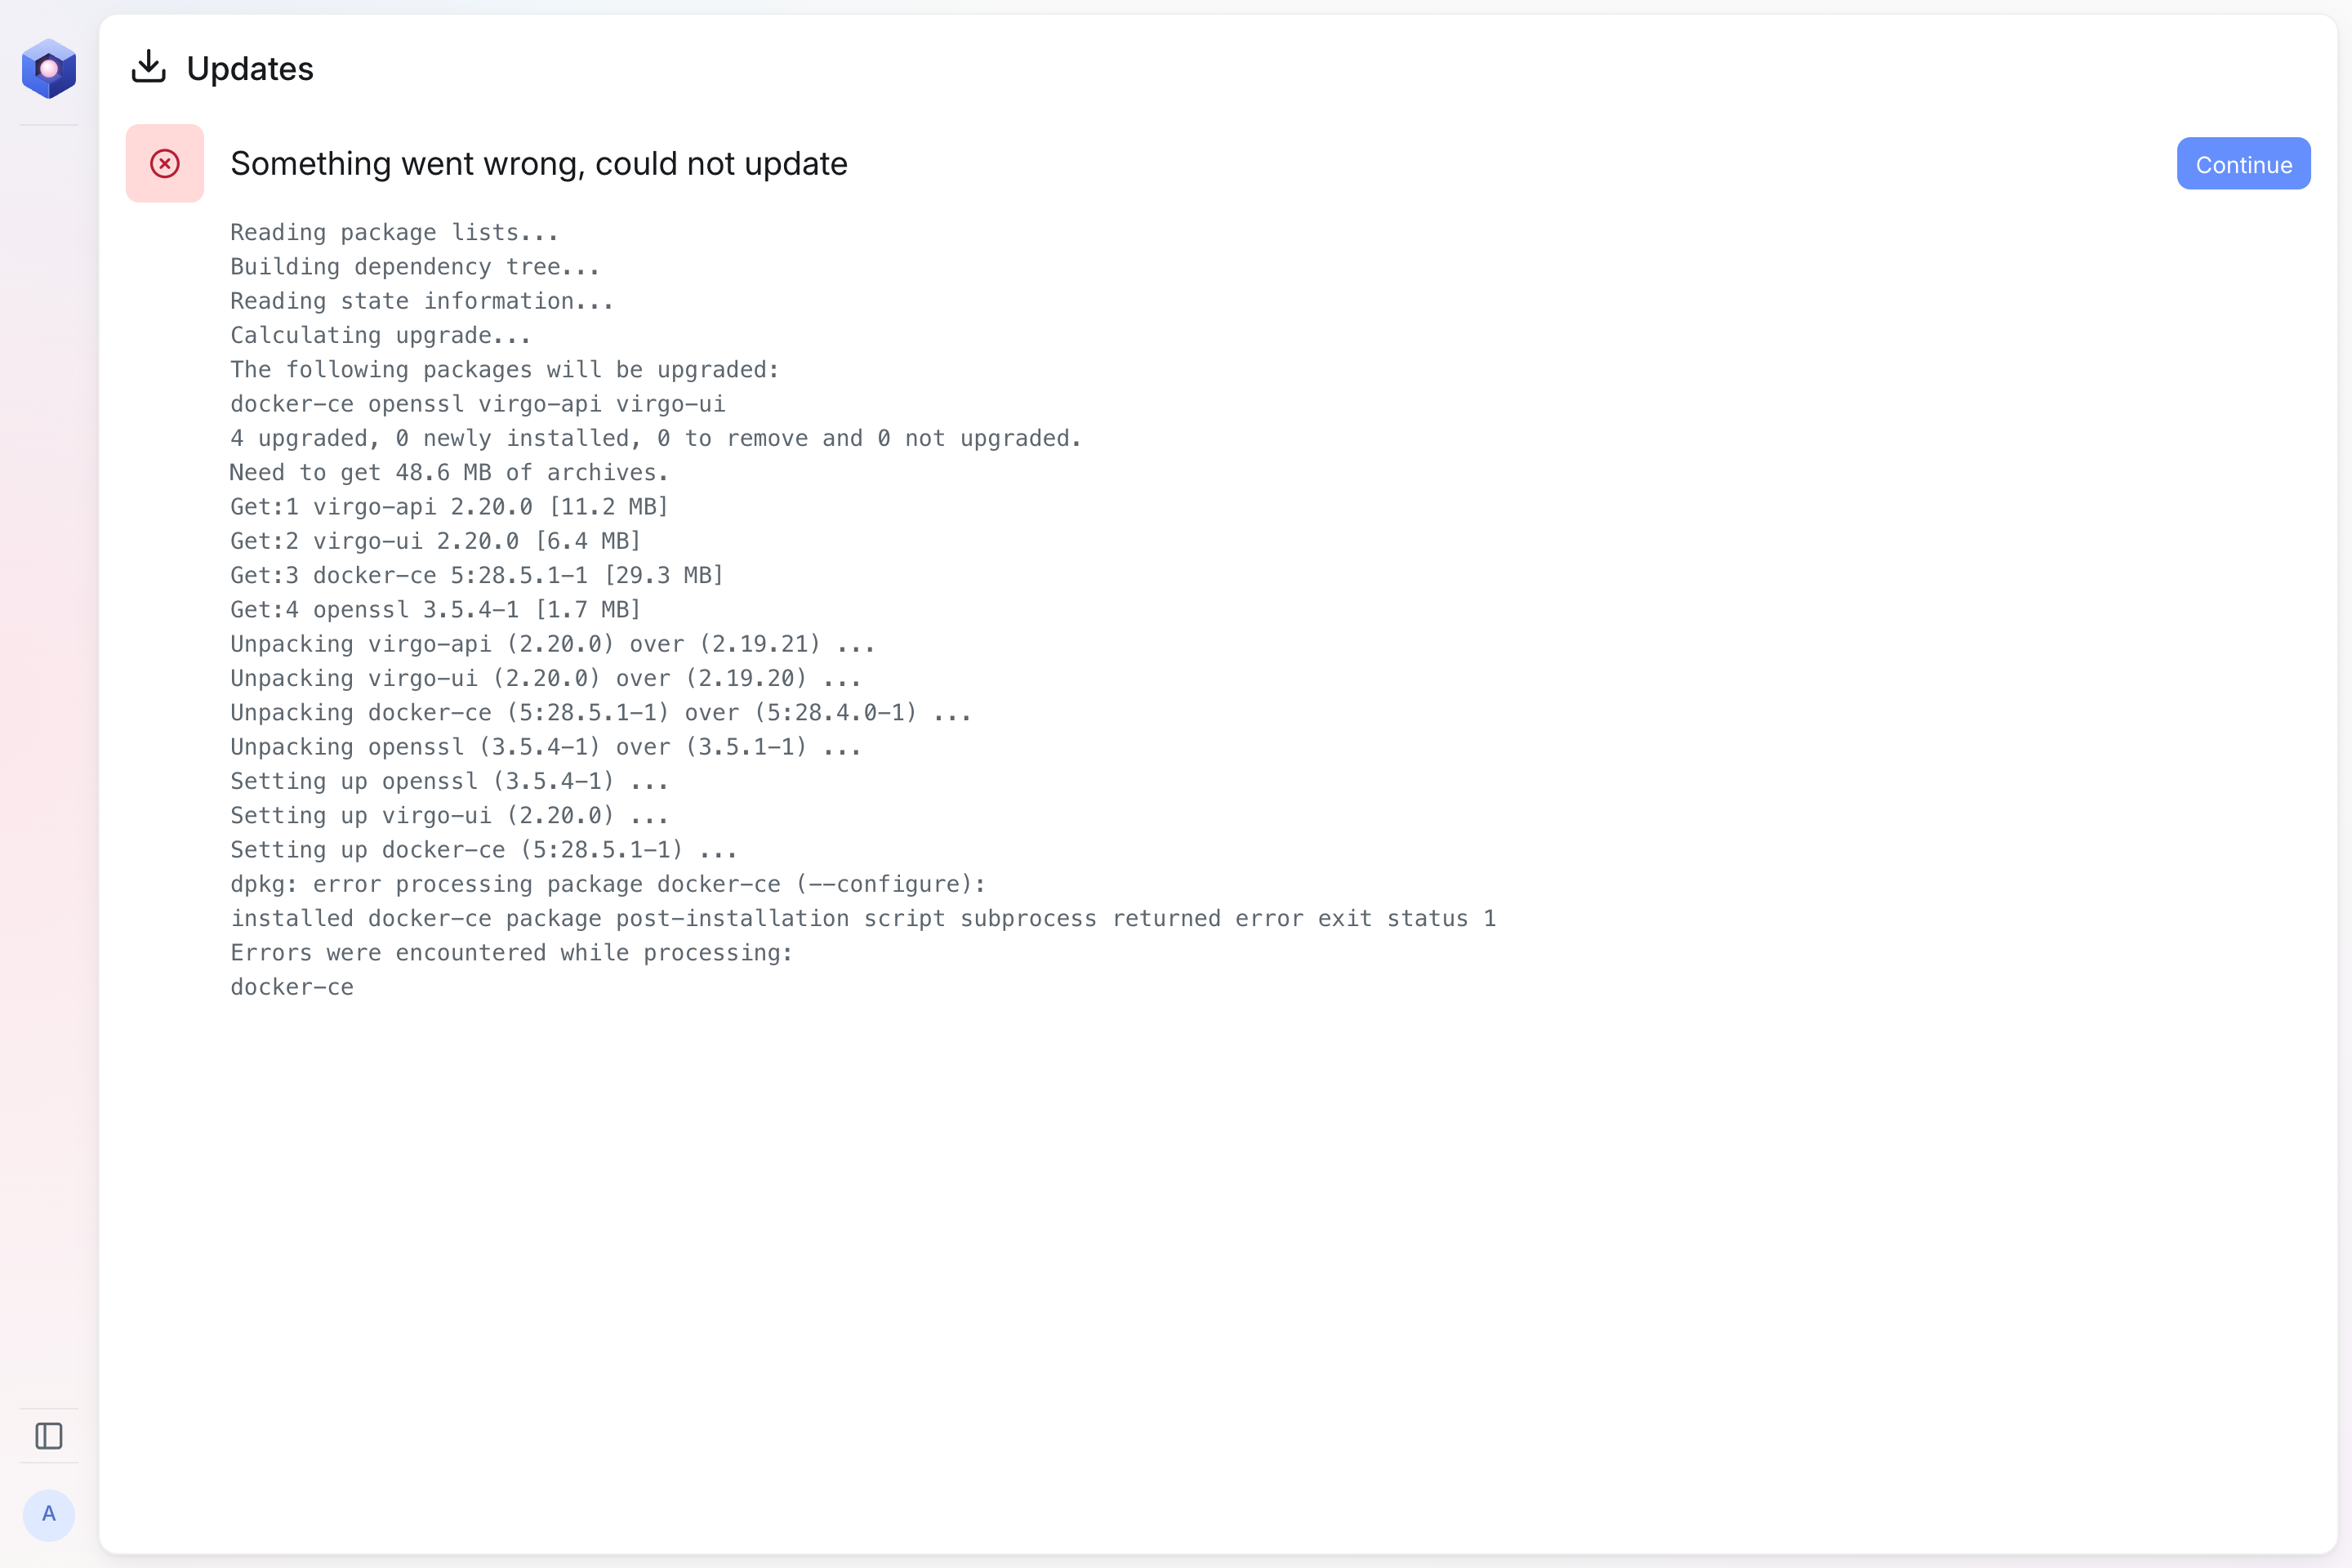 Updates
Something went wrong, could not update
Continue
Reading package lists...
Building dependency tree...
Reading state information...
Calculating upgrade...
The following packages will be upgraded:
docker-ce openssl virgo-api virgo-ui
4 upgraded, 0 newly installed, 0 to remove and 0 not upgraded.
Need to get 48.6 MB of archives.
Get:1 virgo-api 2.20.0 [11.2 MB]
Get:2 virgo-ui 2.20.0 [6.4 MB]
Get:3 docker-ce 5:28.5.1-1 [29.3 MB]
Get:4 openssl 3.5.4-1 [1.7 MB]
Unpacking virgo-api (2.20.0) over (2.19.21) ...
Unpacking virgo-ui (2.20.0) over (2.19.20) ...
Unpacking docker-ce (5:28.5.1-1) over (5:28.4.0-1) ...
Unpacking openssl (3.5.4-1) over (3.5.1-1) ...
Setting up openssl (3.5.4-1) ...
Setting up virgo-ui (2.20.0) ...
Setting up docker-ce (5:28.5.1-1) ...
dpkg: error processing package docker-ce (--configure):
installed docker-ce package post-installation script subprocess returned error exit status 1
Errors were encountered while processing:
docker-ce
A